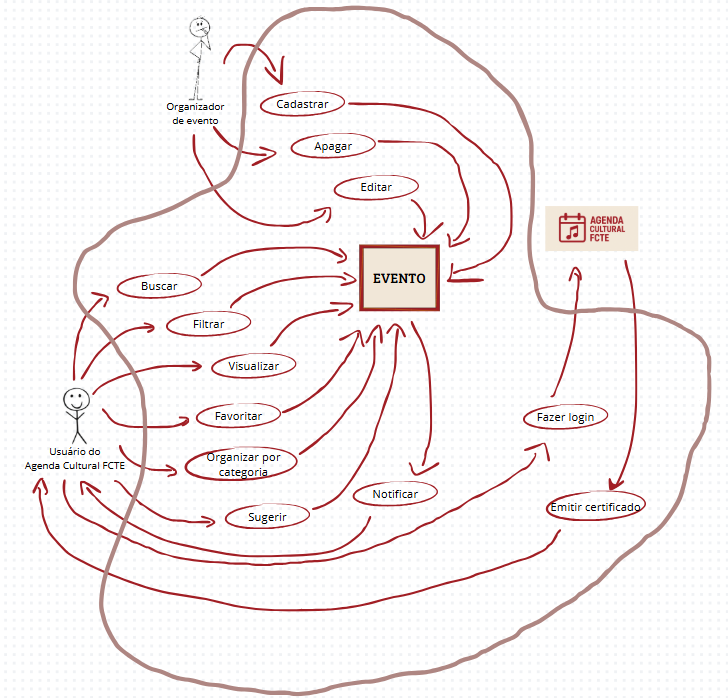 Organizador
de evento
Cadastrar
Apagar
Editar
AGENDA
CULTURAL
FCTE
EVENTO
Buscar
Filtrar
Visualizar
Favoritar
Fazer login
Usuário do
Agenda Cultural FCTE
Organizar por
categoria
Notificar
Sugerir
Emitir certificado